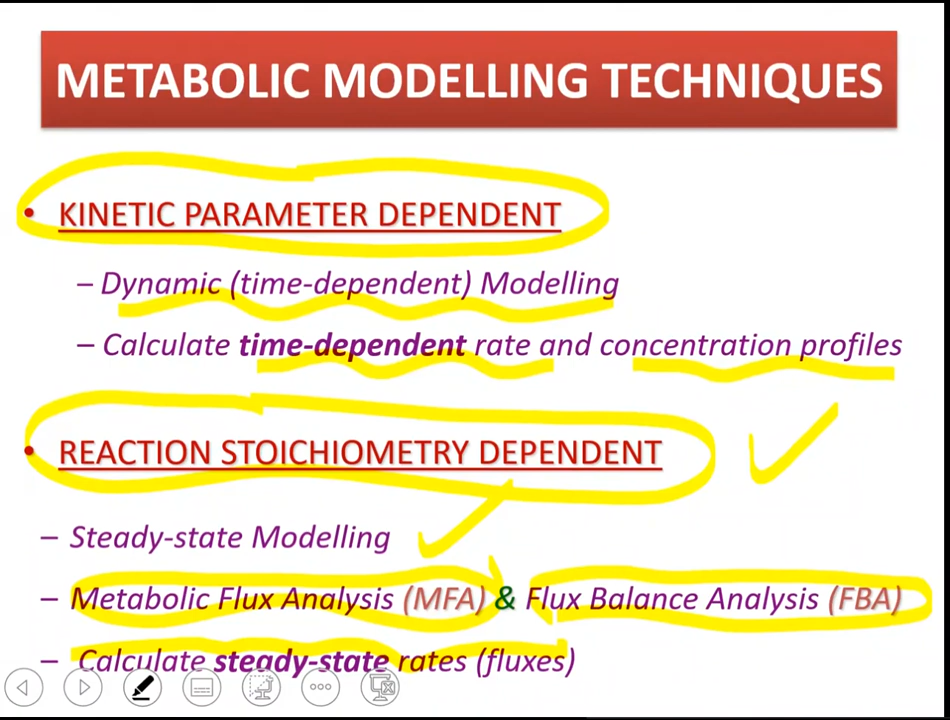 METABOLIC MODELLING TECHNIQUES
• KINETIC PARAMETER DEPENDENT
– Dynamic (time-dependent) Modelling
– Calculate time-dependent rate and concentration profiles
• REACTION STOICHIOMETRY DEPENDENT
– Steady-state Modelling
– Metabolic Flux Analysis (MFA) & Flux Balance Analysis (FBA)
– Calculate steady-state rates (fluxes)